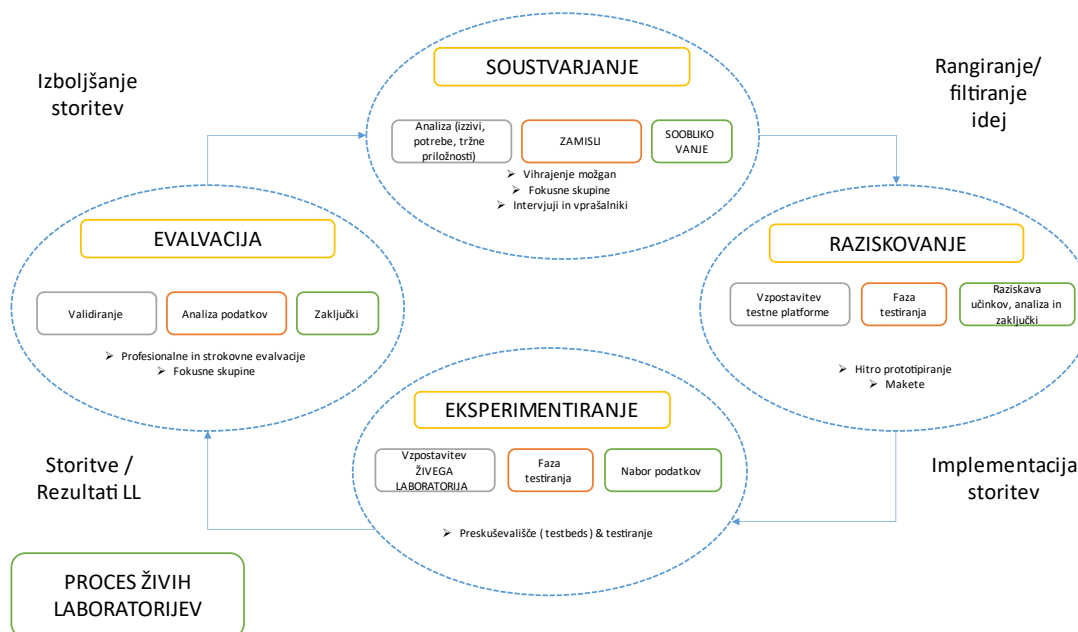 Izboljšanje
storitev
SOUSTVARJANJE
Analiza (izzivi,
potrebe, tržne
priložnosti)
ZAMISLI
SOOBLIKO
VANJE
Vihrajenje možgan
Fokusne skupine
Intervjuji in vprašalniki
Rangiranje/
filtiranje
idej
EVALVACIJA
Validiranje
Analiza podatkov
Zaključki
Profesionalne in strokovne evalvacije
Fokusne skupine
RAZISKOVANJE
Vzpostavitev
testne platforme
Faza
testiranja
Raziskava
učinkov, analiza in
zaključki
Hitro prototipiranje
Makete
EKSPERIMENTIRANJE
Vzpostavitev
ŽIVEGA
LABORATORIJA
Faza
testiranja
Nabor podatkov
Preskuševališče ( testbeds) & testiranje
Storitve /
Rezultati LL
Implementacija
storitev
PROCES ŽIVIH
LABORATORIJEV